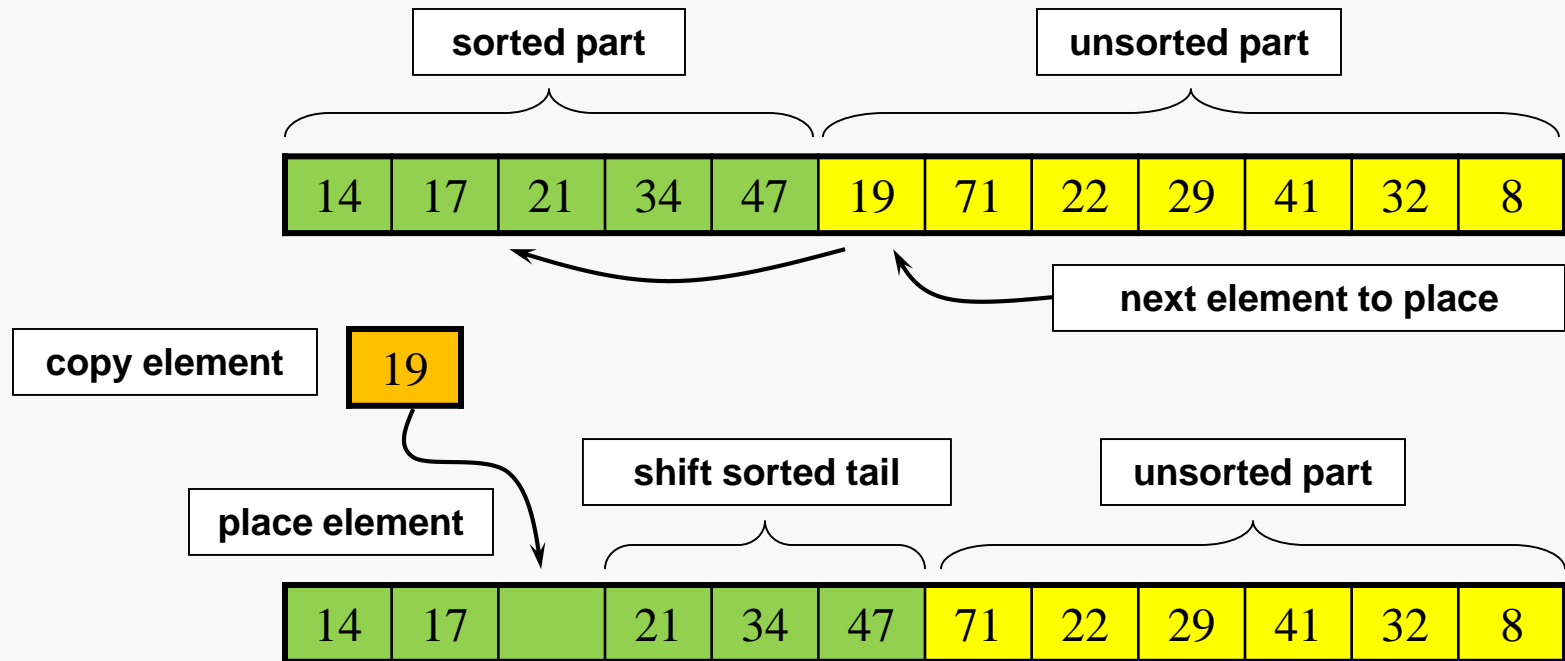 sorted part
unsorted part
14 17 21 34 47 19 71 22 29 41 32 8
next element to place
copy element
19
shift sorted tail
unsorted part
place element
14 17 21 34 47 71 22 29 41 32 8